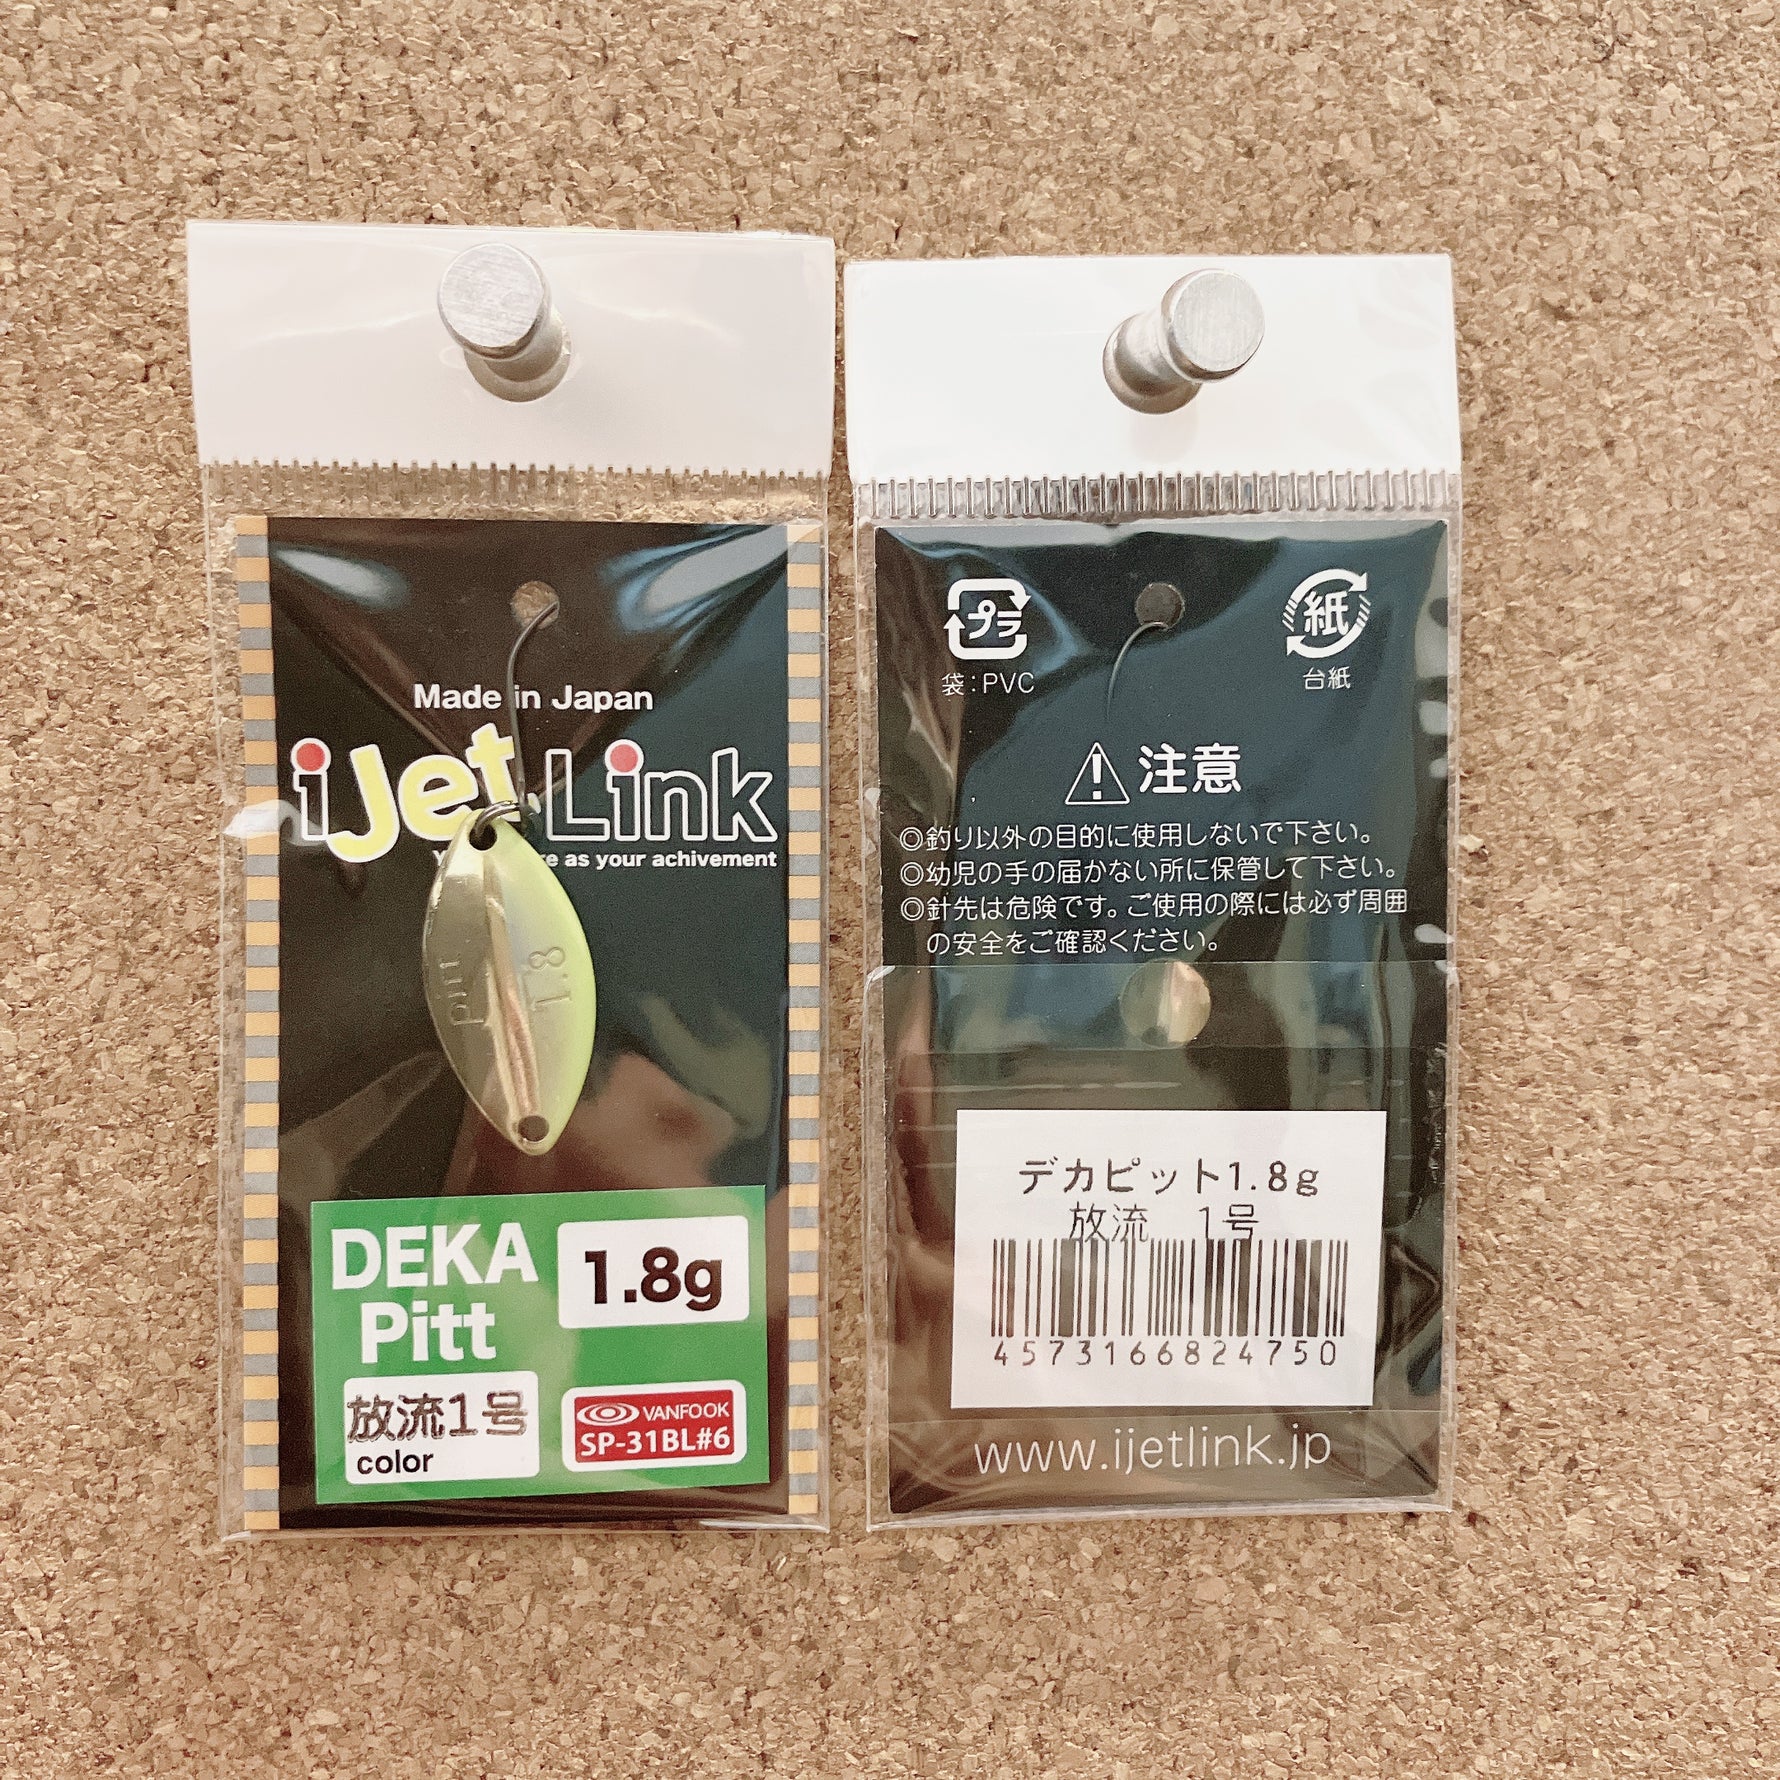 Made in Japan
iJet Link
as your achivement
Pitt
1.8
DEKA
Pitt
1.8g
放流1号
color
VANFOOK
SP-31BL#6
プラ
袋：PVC
紙
台紙
注意
◎釣り以外の目的に使用しないで下さい。
◎幼児の手の届かない所に保管して下さい。
◎針先は危険です。ご使用の際には必ず周囲
の安全をご確認ください。
デカピット1.8g
放流　1号
4573166824750
www.ijetlink.jp